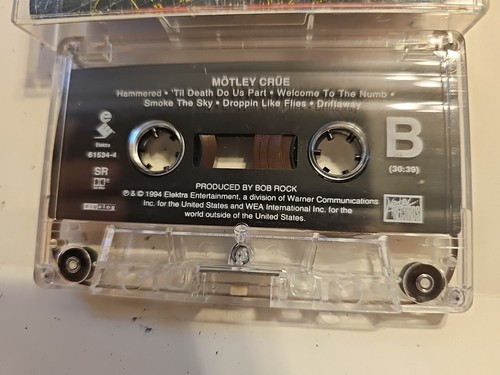 MÖTLEY CRÜE
Hammered • 'Til Death Do Us Part • Welcome To The Numb •
Smoke The Sky • Droppin Like Flies • Driftaway
Elektra
61534-4
B
SR
(30:39)
PRODUCED BY BOB ROCK
℗ & © 1994 Elektra Entertainment, a division of Warner Communications
Inc. for the United States and WEA International Inc. for the
world outside of the United States.